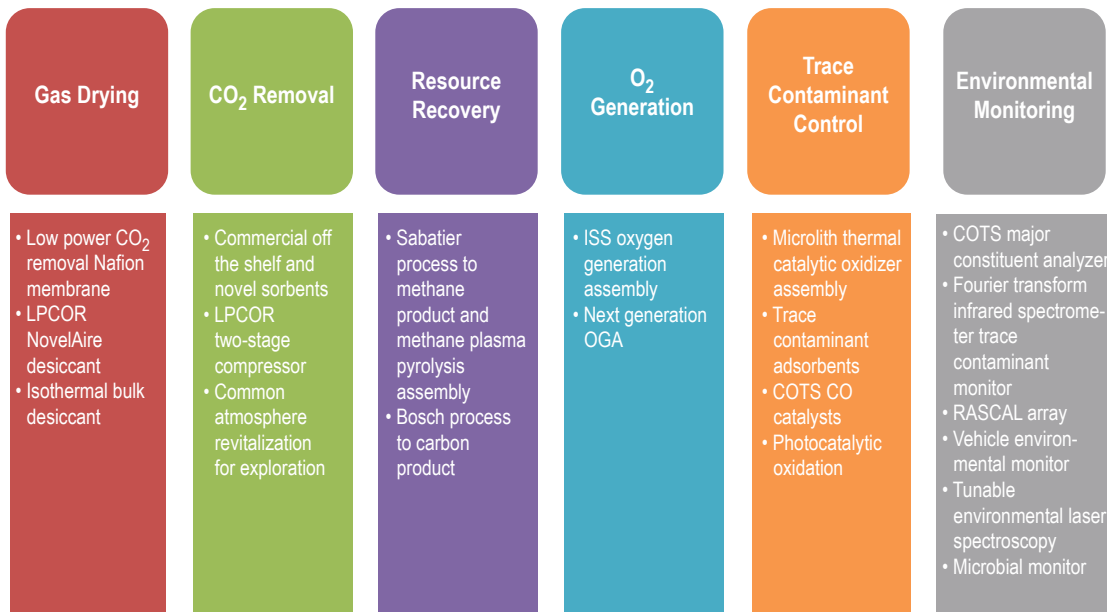 Gas Drying
CO₂ Removal
Resource
Recovery
O₂
Generation
Trace
Contaminant
Control
Environmental
Monitoring
• Low power CO₂
removal Nafion
membrane
• LPCOR
NovelAire
desiccant
• Isothermal bulk
desiccant
• Commercial off
the shelf and
novel sorbents
• LPCOR
two-stage
compressor
• Common
atmosphere
revitalization
for exploration
• Sabatier
process to
methane
product and
methane plasma
pyrolysis
assembly
• Bosch process
to carbon
product
• ISS oxygen
generation
assembly
• Next generation
OGA
• Microlith thermal
catalytic oxidizer
assembly
• Trace
contaminant
adsorbents
• COTS CO
catalysts
• Photocatalytic
oxidation
• COTS major
constituent analyzer
• Fourier transform
infrared spectrome-
ter trace
contaminant
monitor
• RASCAL array
• Vehicle environ-
mental monitor
• Tunable
environmental laser
spectroscopy
• Microbial monitor